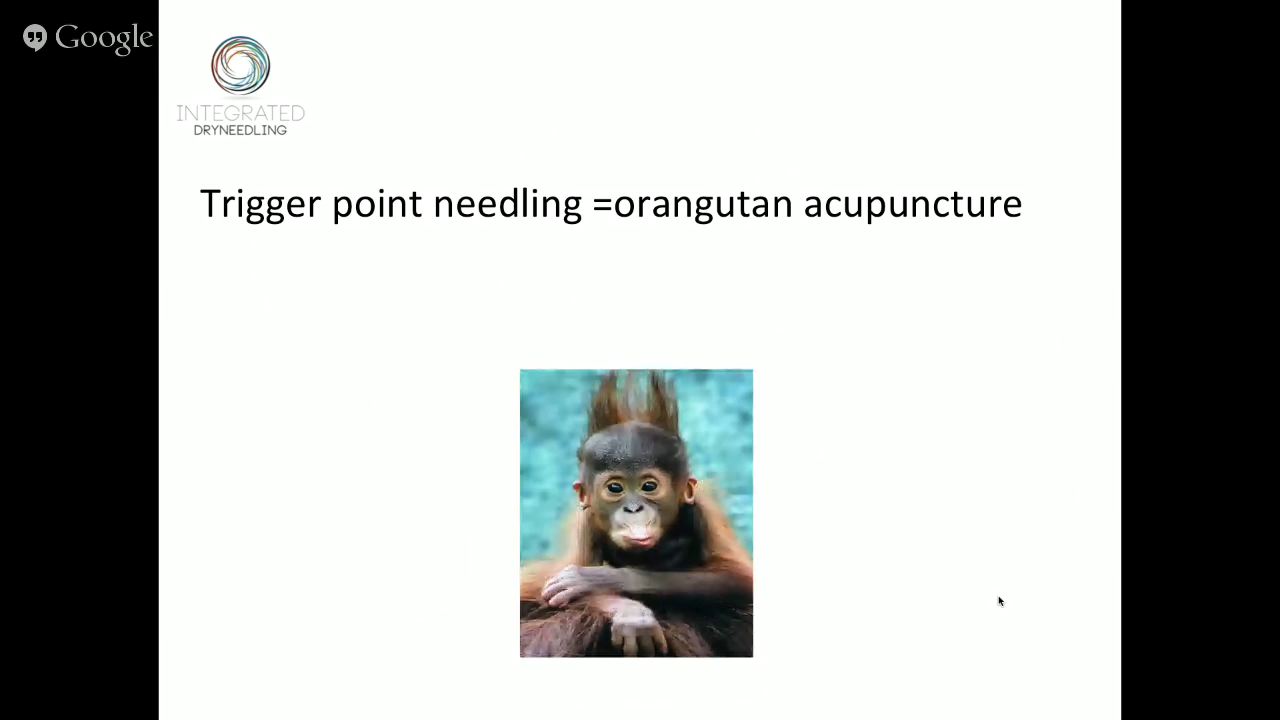 Google
INTEGRATED
DRYNEEDLING
Trigger point needling =orangutan acupuncture